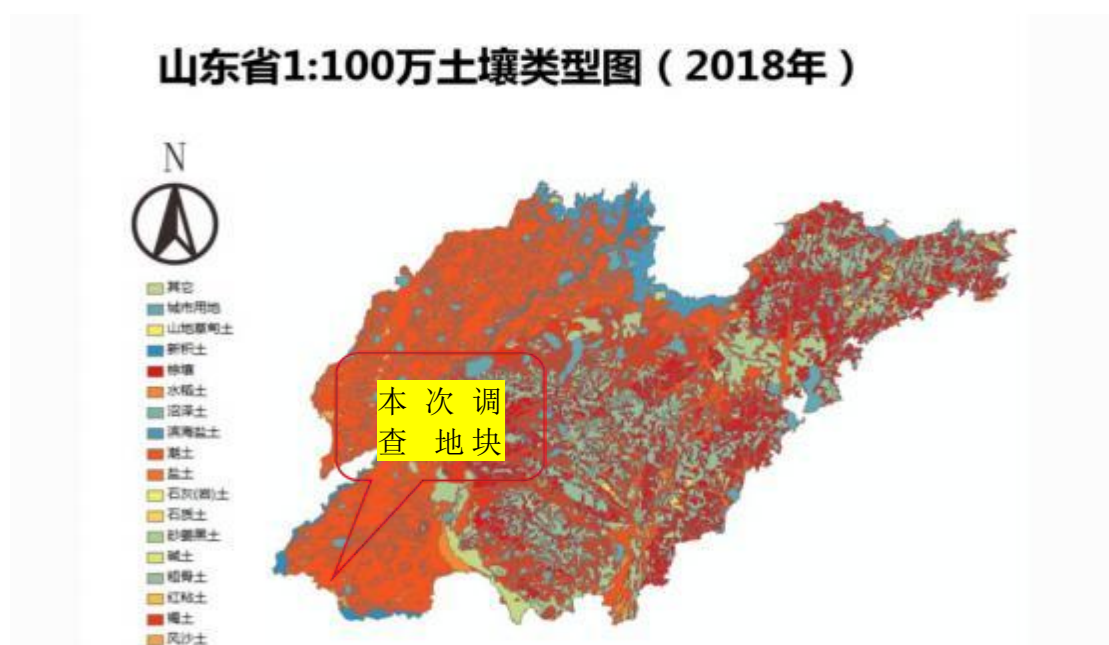 山东省1:100万土壤类型图（2018年）
N
其它
城市用地
山地草甸土
新积土
棕壤
水稻土
沼泽土
滨海盐土
潮土
盐土
石灰(岩)土
石质土
砂姜黑土
碱土
粗骨土
红粘土
褐土
风沙土
本次调
查 地块